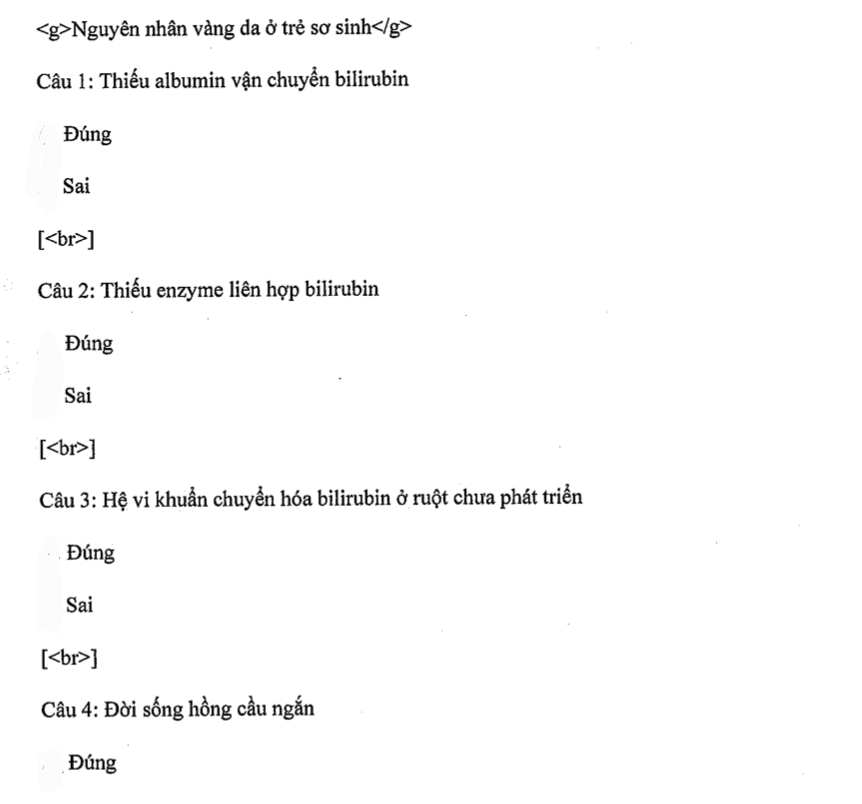 <g>Nguyên nhân vàng da ở trẻ sơ sinh</g>
Câu 1: Thiếu albumin vận chuyển bilirubin
Đúng
Sai
[<br>]
Câu 2: Thiếu enzyme liên hợp bilirubin
Đúng
Sai
[<br>]
Câu 3: Hệ vi khuẩn chuyển hóa bilirubin ở ruột chưa phát triển
Đúng
Sai
[<br>]
Câu 4: Đời sống hồng cầu ngắn
Đúng